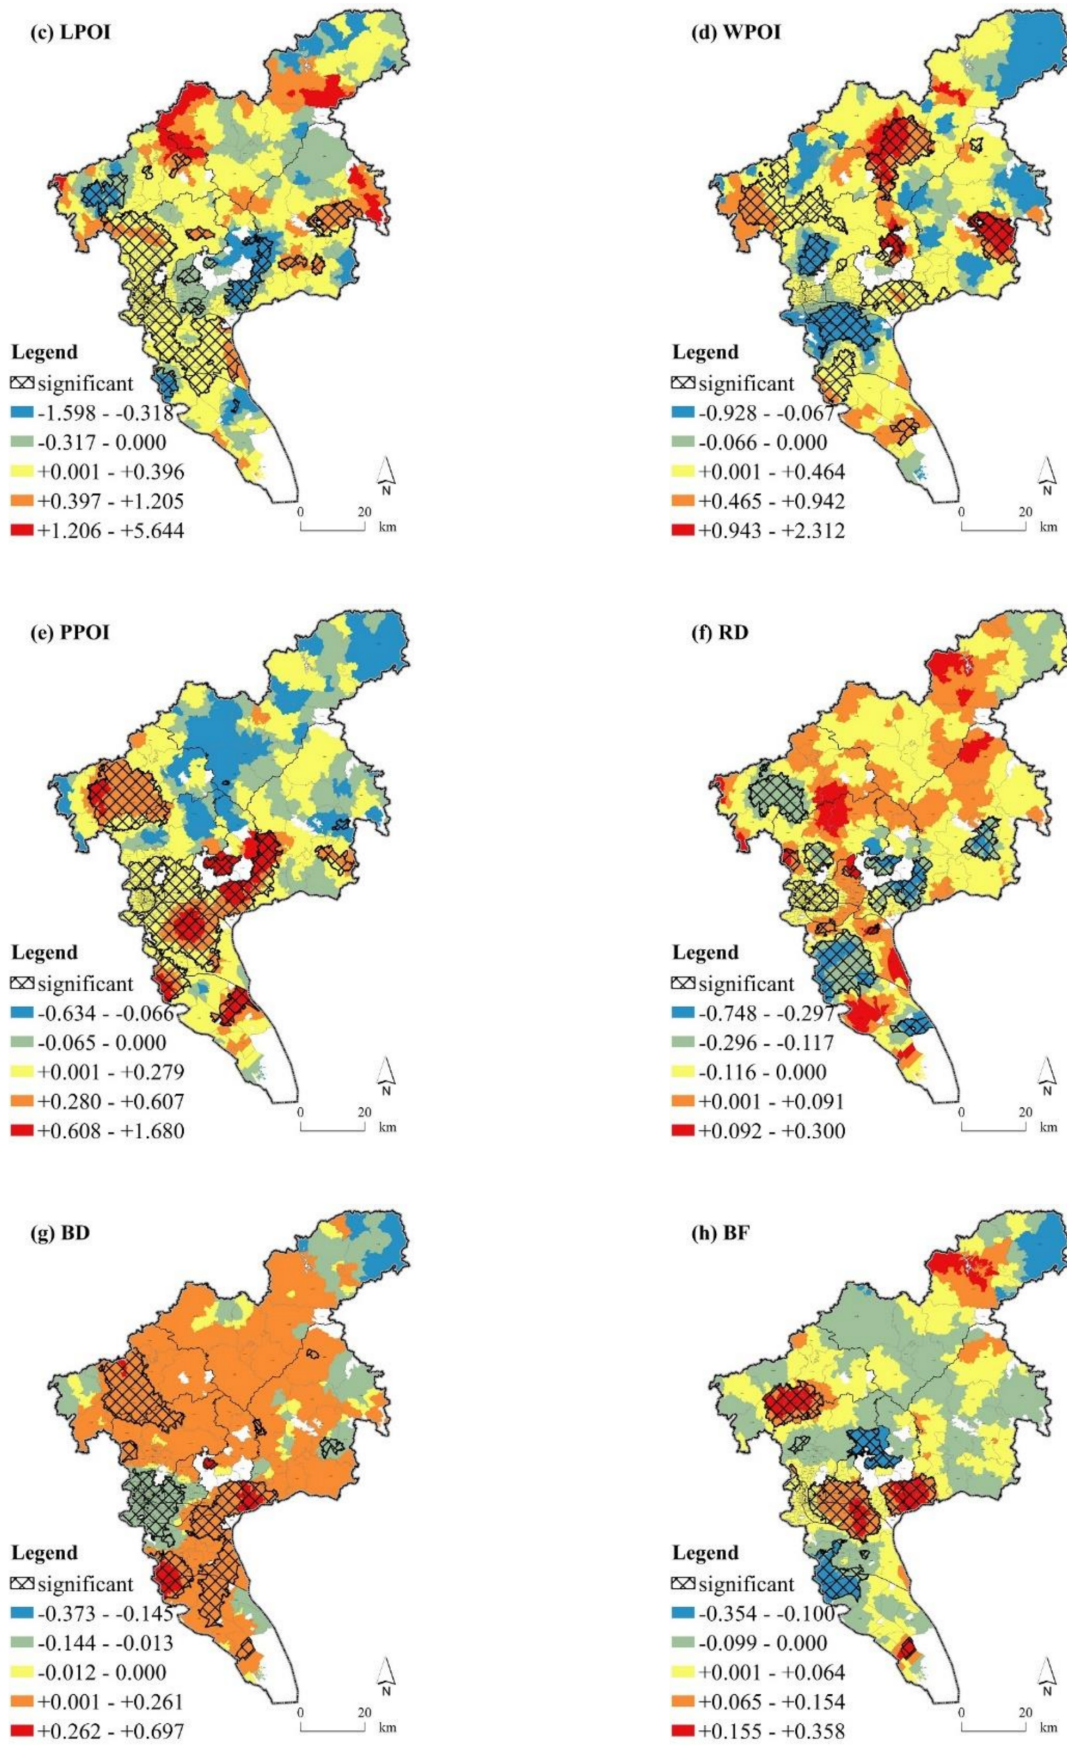 (c) LPOI
Legend
significant
-1.598 - -0.318
-0.317 - 0.000
+0.001 - +0.396
+0.397 - +1.205
+1.206 - +5.644
N
0 20
km
(d) WPOI
Legend
significant
-0.928 - -0.067
-0.066 - 0.000
+0.001 - +0.464
+0.465 - +0.942
+0.943 - +2.312
N
0 20
km
(e) PPOI
Legend
significant
-0.634 - -0.066
-0.065 - 0.000
+0.001 - +0.279
+0.280 - +0.607
+0.608 - +1.680
N
0 20
km
(f) RD
Legend
significant
-0.748 - -0.297
-0.296 - -0.117
-0.116 - 0.000
+0.001 - +0.091
+0.092 - +0.300
N
0 20
km
(g) BD
Legend
significant
-0.373 - -0.145
-0.144 - -0.013
-0.012 - 0.000
+0.001 - +0.261
+0.262 - +0.697
N
0 20
km
(h) BF
Legend
significant
-0.354 - -0.100
-0.099 - 0.000
+0.001 - +0.064
+0.065 - +0.154
+0.155 - +0.358
N
0 20
km